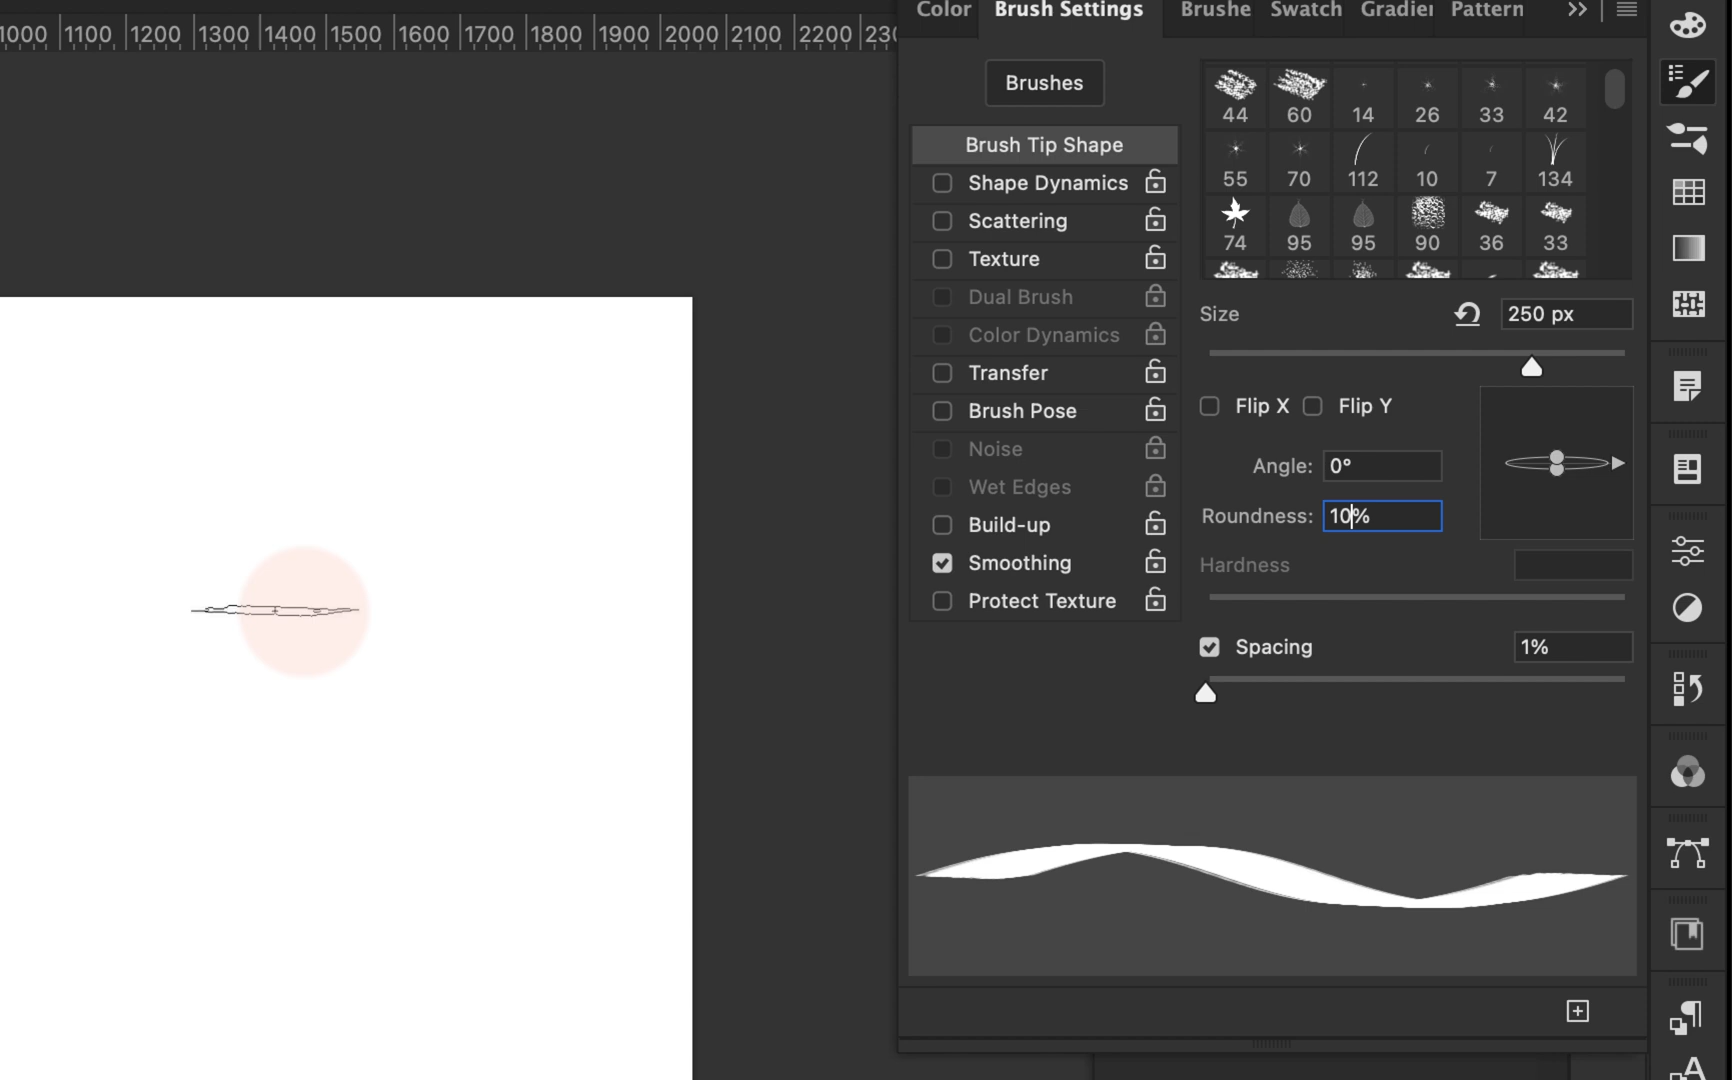 Color Brush Settings Brushe Swatch Gradier Pattern
1000 1100 1200 1300 1400 1500 1600 1700 1800 1900 2000 2100 2200 230
Brushes
44 60 14 26 33 42
Brush Tip Shape
Shape Dynamics
55 70 112 10 7 134
Scattering
74 95 95 90 36 33
Texture
Dual Brush
Size 250 px
Color Dynamics
Transfer
Flip X Flip Y
Brush Pose
Noise
Angle: 0°
Wet Edges
Roundness: 10%
Build-up
Smoothing
Hardness
Protect Texture
Spacing 1%
A